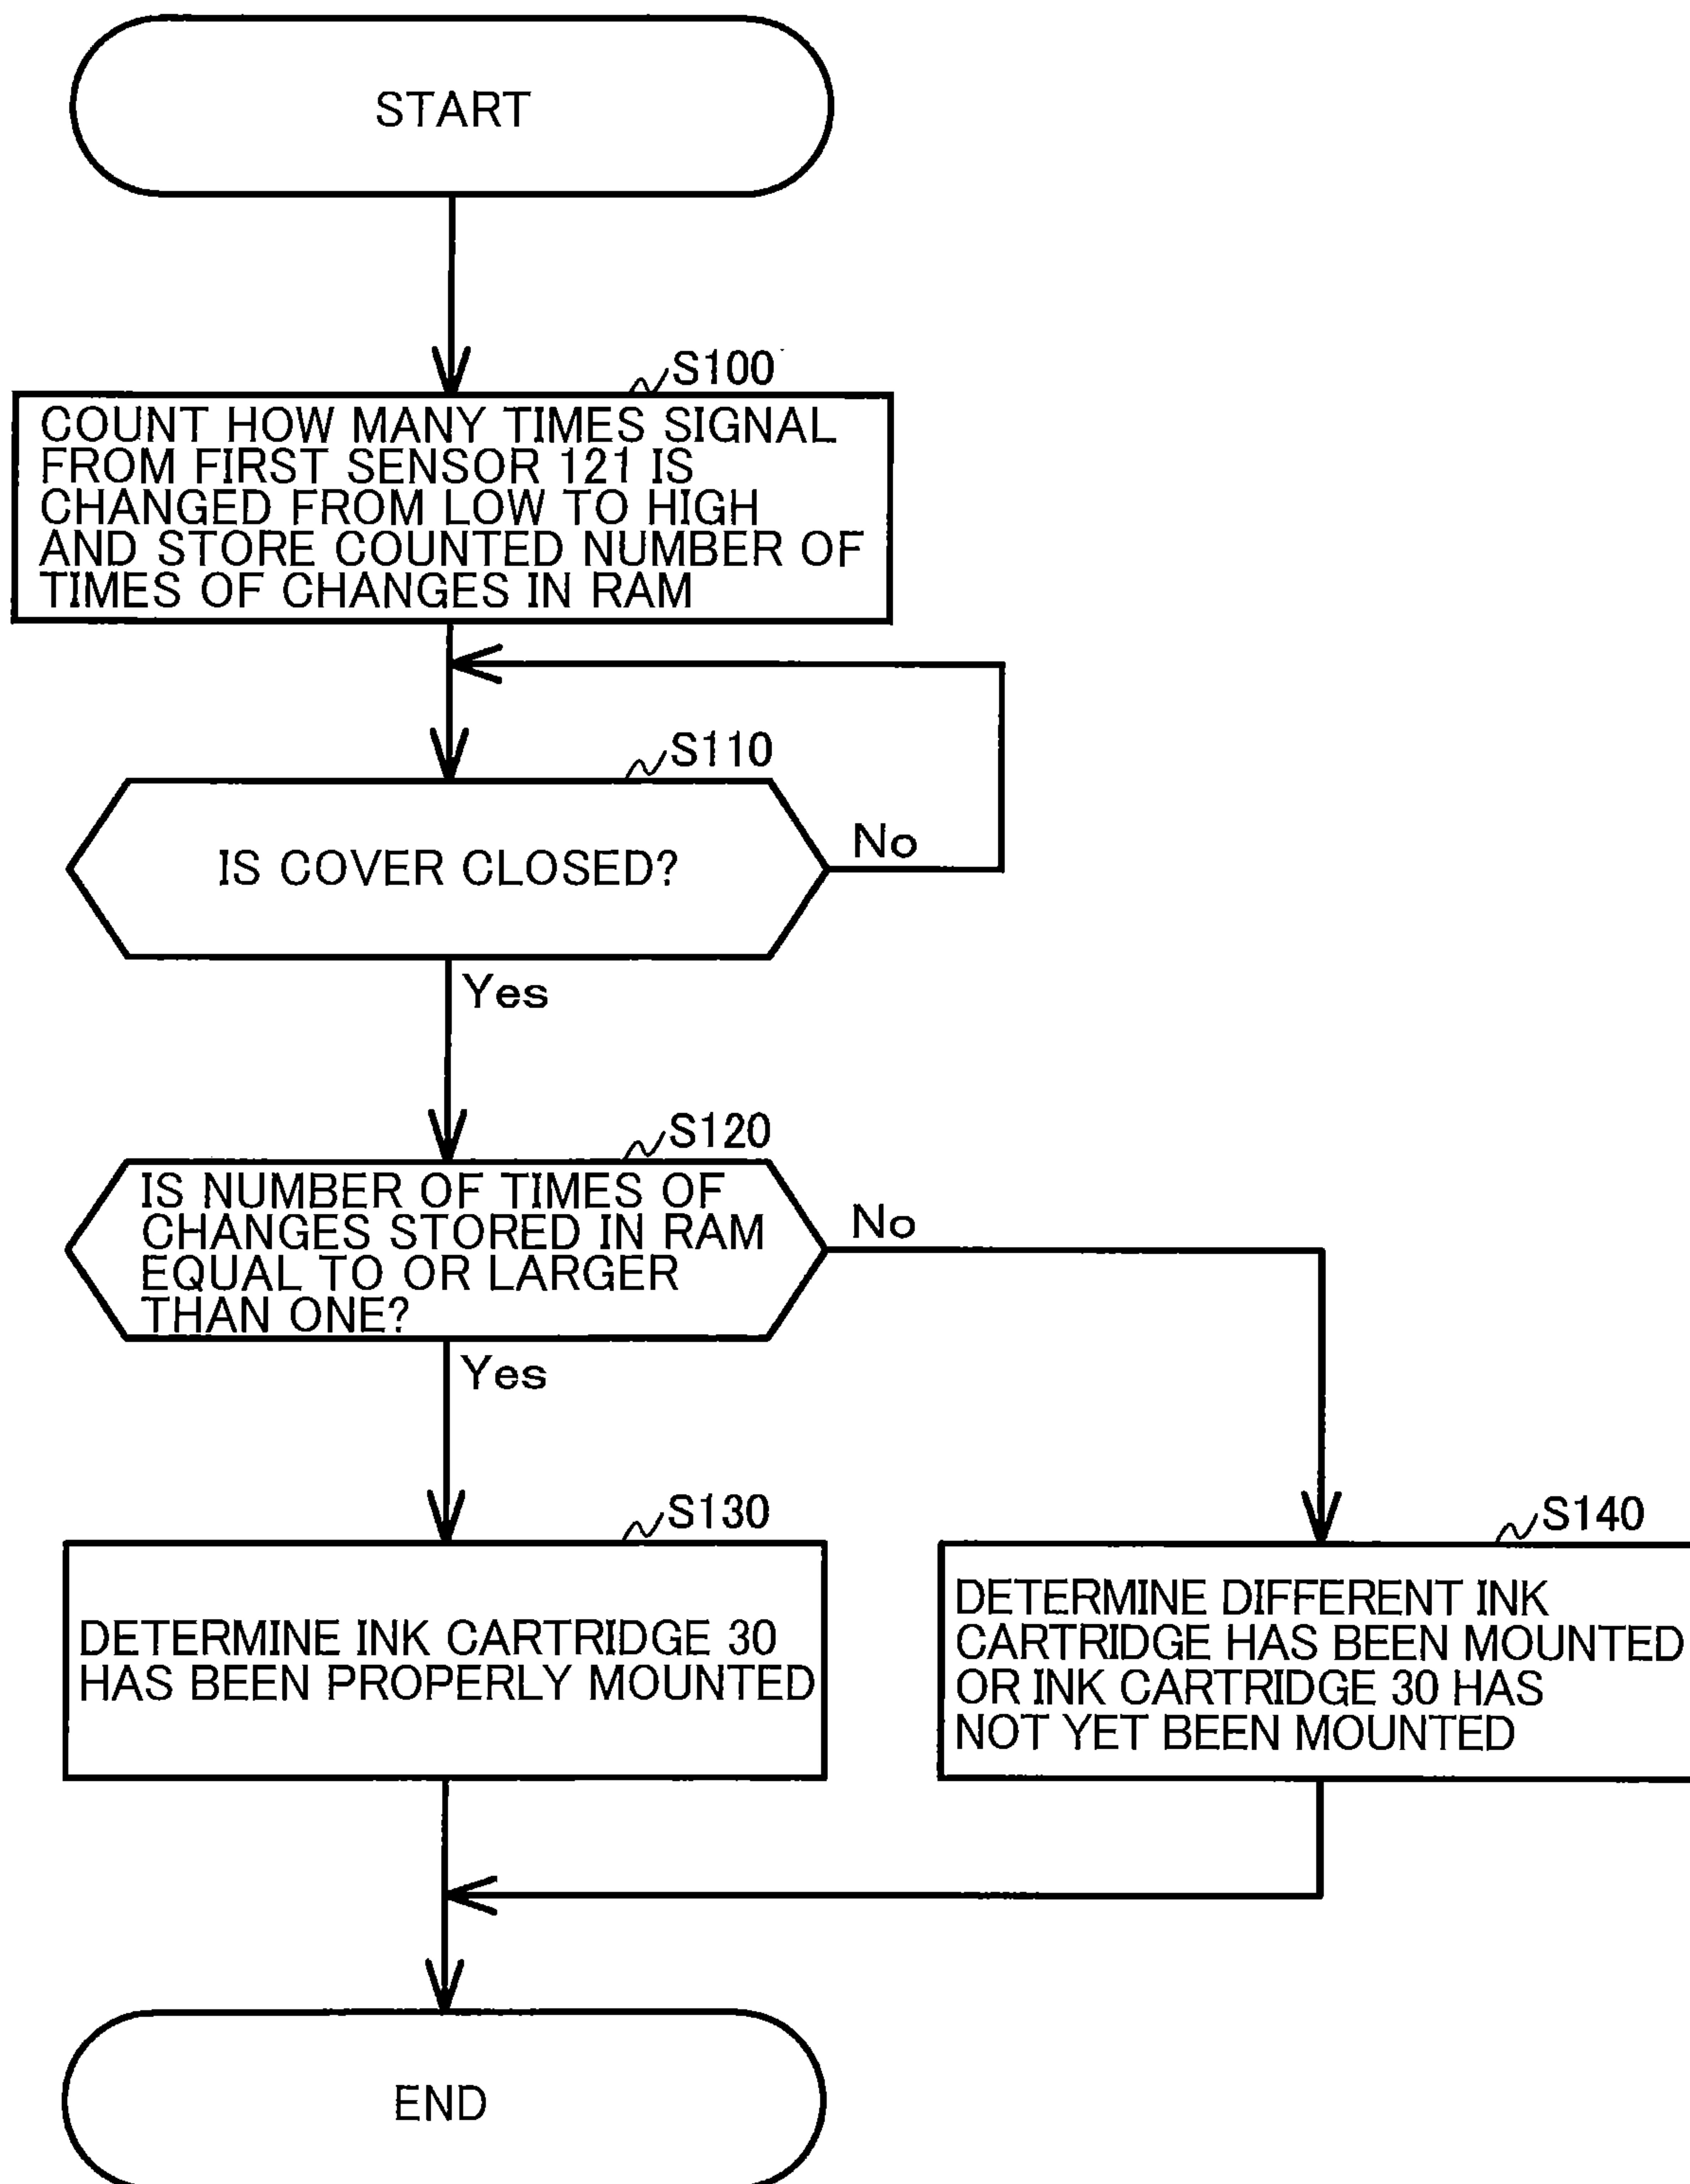 START
S100
COUNT HOW MANY TIMES SIGNAL
FROM FIRST SENSOR 121 IS
CHANGED FROM LOW TO HIGH
AND STORE COUNTED NUMBER OF
TIMES OF CHANGES IN RAM
S110
IS COVER CLOSED?
No
Yes
S120
IS NUMBER OF TIMES OF
CHANGES STORED IN RAM
EQUAL TO OR LARGER
THAN ONE?
No
Yes
S130
DETERMINE INK CARTRIDGE 30
HAS BEEN PROPERLY MOUNTED
S140
DETERMINE DIFFERENT INK
CARTRIDGE HAS BEEN MOUNTED
OR INK CARTRIDGE 30 HAS
NOT YET BEEN MOUNTED
END